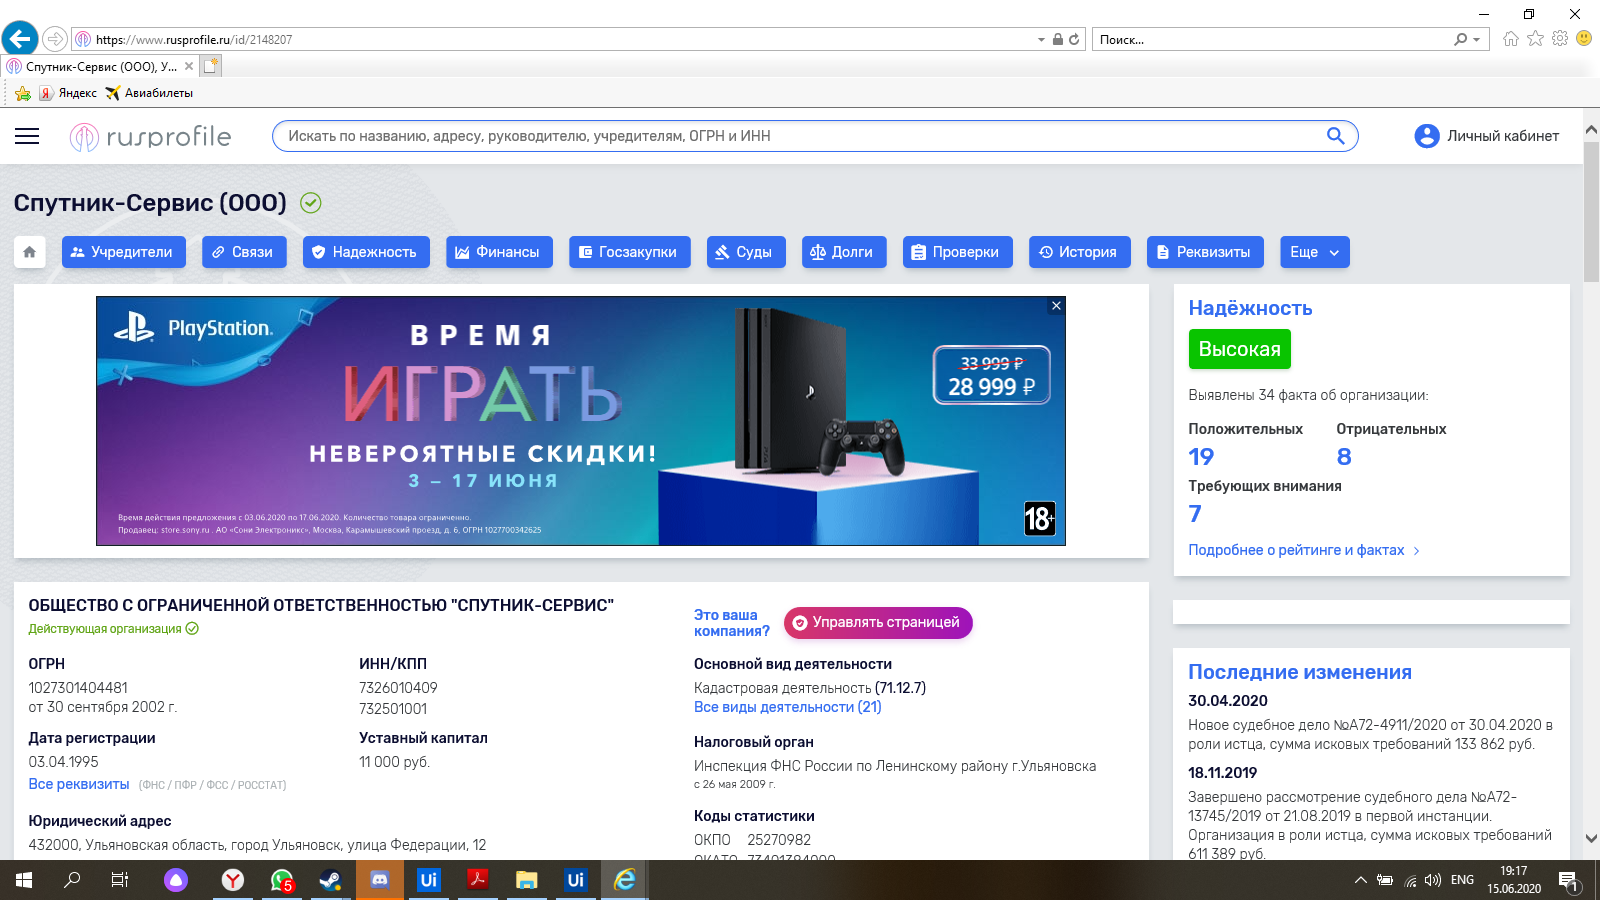 https://www.rusprofile.ru/id/2148207
Поиск...
Спутник-Сервис (ООО), У...
Яндекс
Авиабилеты
rusprofile
Искать по названию, адресу, руководителю, учредителям, ОГРН и ИНН
Личный кабинет
Спутник-Сервис (ООО)
Учредители
Связи
Надежность
Финансы
Госзакупки
Суды
Долги
Проверки
История
Реквизиты
Еще
PlayStation.
ВРЕМЯ
ИГРАТЬ
НЕВЕРОЯТНЫЕ СКИДКИ!
3 – 17 ИЮНЯ
33 999 ₽
28 999 ₽
Время действия предложения с 03.06.2020 по 17.06.2020. Количество товара ограничено.
Продавец: store.sony.ru . АО «Сони Электроникс», Москва, Карамышевский проезд, д. 6, ОГРН 1027700342625
18+
Надёжность
Высокая
Выявлены 34 факта об организации:
Положительных Отрицательных
19 8
Требующих внимания
7
Подробнее о рейтинге и фактах
ОБЩЕСТВО С ОГРАНИЧЕННОЙ ОТВЕТСТВЕННОСТЬЮ "СПУТНИК-СЕРВИС"
Действующая организация
ОГРН
1027301404481
от 30 сентября 2002 г.
ИНН/КПП
7326010409
732501001
Дата регистрации
03.04.1995
Уставный капитал
11 000 руб.
Все реквизиты (ФНС / ПФР / ФСС / РОССТАТ)
Юридический адрес
432000, Ульяновская область, город Ульяновск, улица Федерации, 12
Это ваша
компания?
Управлять страницей
Основной вид деятельности
Кадастровая деятельность (71.12.7)
Все виды деятельности (21)
Налоговый орган
Инспекция ФНС России по Ленинскому району г.Ульяновска
с 26 мая 2009 г.
Коды статистики
ОКПО 25270982
ОКАТО 73401384000
Последние изменения
30.04.2020
Новое судебное дело №А72-4911/2020 от 30.04.2020 в
роли истца, сумма исковых требований 133 862 руб.
18.11.2019
Завершено рассмотрение судебного дела №А72-
13745/2019 от 21.08.2019 в первой инстанции.
Организация в роли истца, сумма исковых требований
611 389 руб.
5
Ui
Ui
ENG
19:17
15.06.2020
1